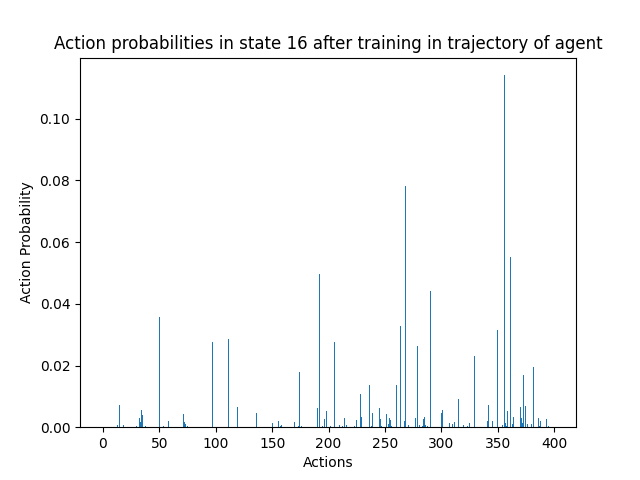 Action probabilities in state 16 after training in trajectory of agent
0.10
0.08
0.06
0.04
0.02
0.00
Action Probability
0 50 100 150 200 250 300 350 400
Actions